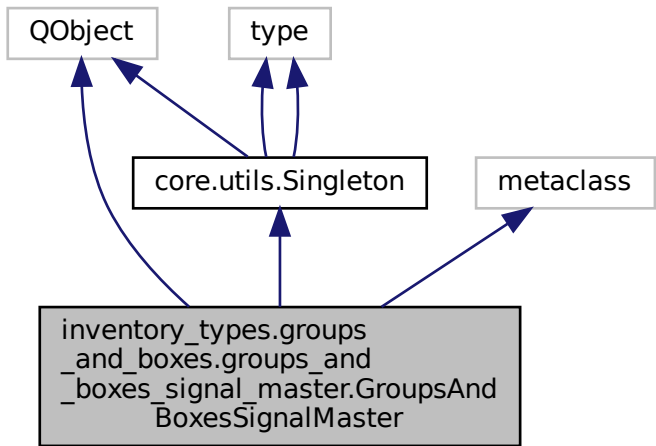 QObject
type
core.utils.Singleton
metaclass
inventory_types.groups
_and_boxes.groups_and
_boxes_signal_master.GroupsAnd
BoxesSignalMaster